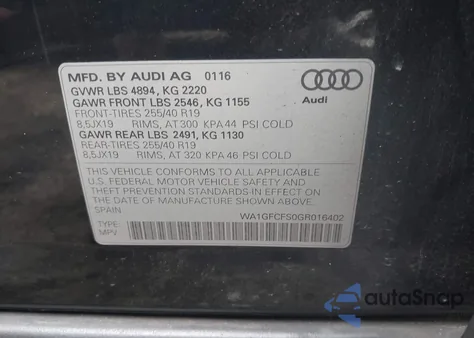 MFD. BY AUDI AG 0116
GVWR LBS 4894, KG 2220
GAWR FRONT LBS 2546, KG 1155
FRONT-TIRES 255/40 R19
8,5JX19 RIMS, AT 300 KPA 44 PSI COLD
GAWR REAR LBS 2491, KG 1130
REAR-TIRES 255/40 R19
8,5JX19 RIMS, AT 320 KPA 46 PSI COLD
Audi
THIS VEHICLE CONFORMS TO ALL APPLICABLE
U.S. FEDERAL MOTOR VEHICLE SAFETY AND
THEFT PREVENTION STANDARDS IN EFFECT ON
THE DATE OF MANUFACTURE SHOWN ABOVE.
SPAIN WA1GFCFS0GR016402
TYPE:
MPV
autoSnap